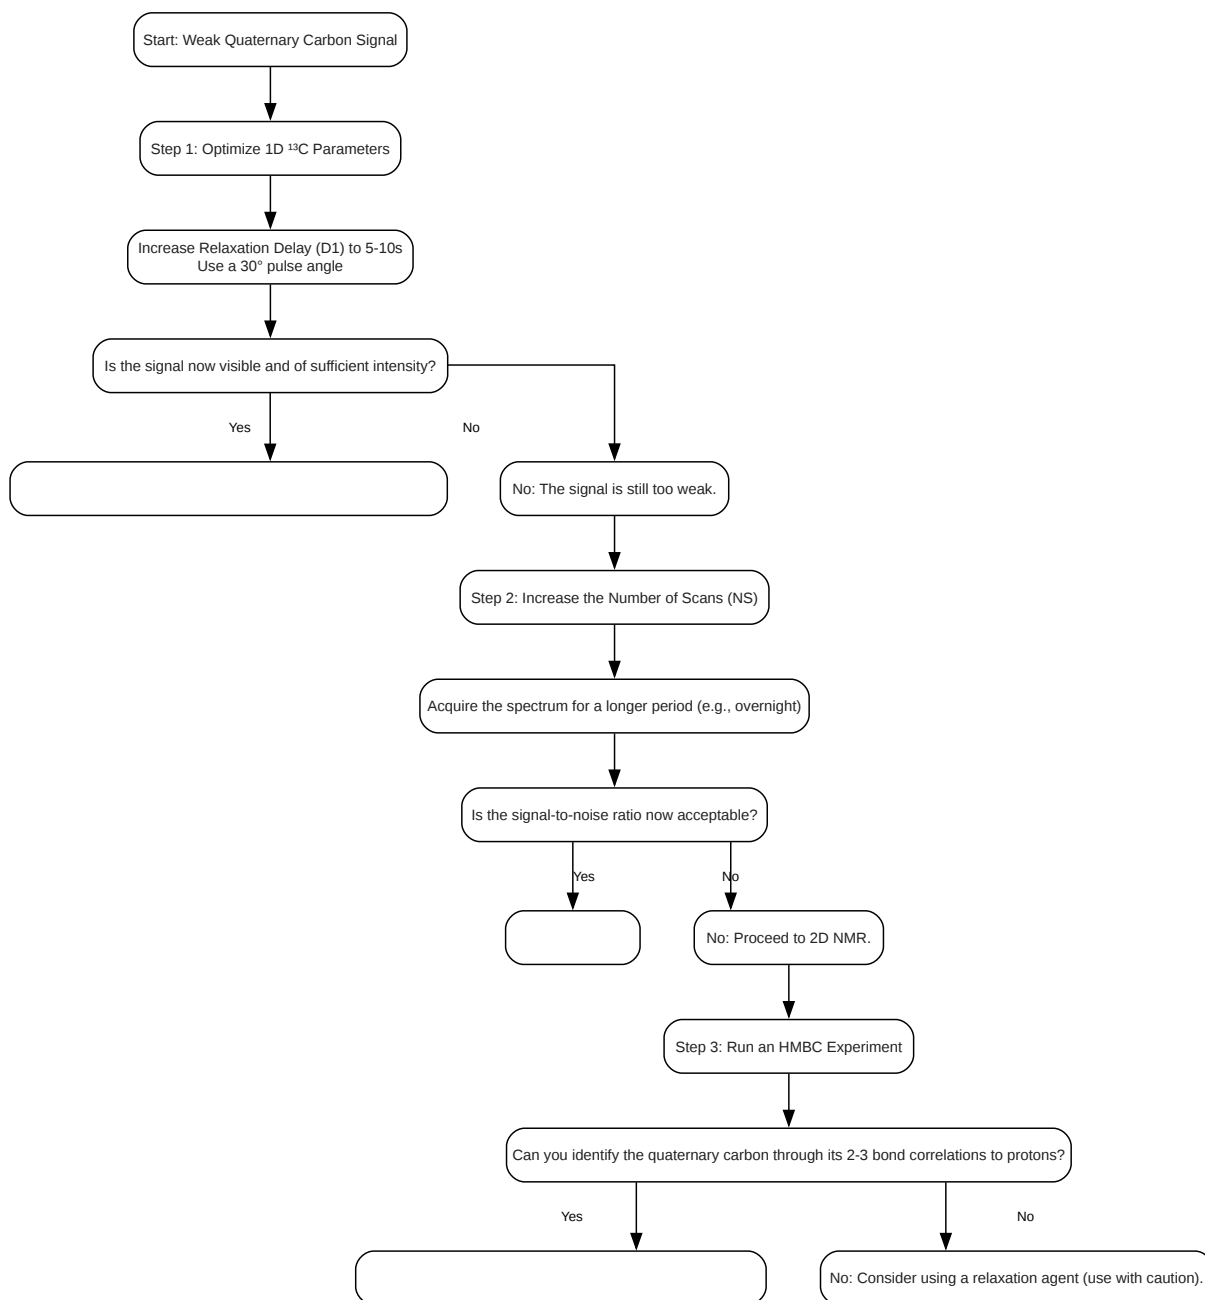 Start: Weak Quaternary Carbon Signal
Step 1: Optimize 1D ¹³C Parameters
Increase Relaxation Delay (D1) to 5-10s
Use a 30° pulse angle
Is the signal now visible and of sufficient intensity?
Yes
No
No: The signal is still too weak.
Step 2: Increase the Number of Scans (NS)
Acquire the spectrum for a longer period (e.g., overnight)
Is the signal-to-noise ratio now acceptable?
Yes
No
No: Proceed to 2D NMR.
Step 3: Run an HMBC Experiment
Can you identify the quaternary carbon through its 2-3 bond correlations to protons?
Yes
No
No: Consider using a relaxation agent (use with caution).